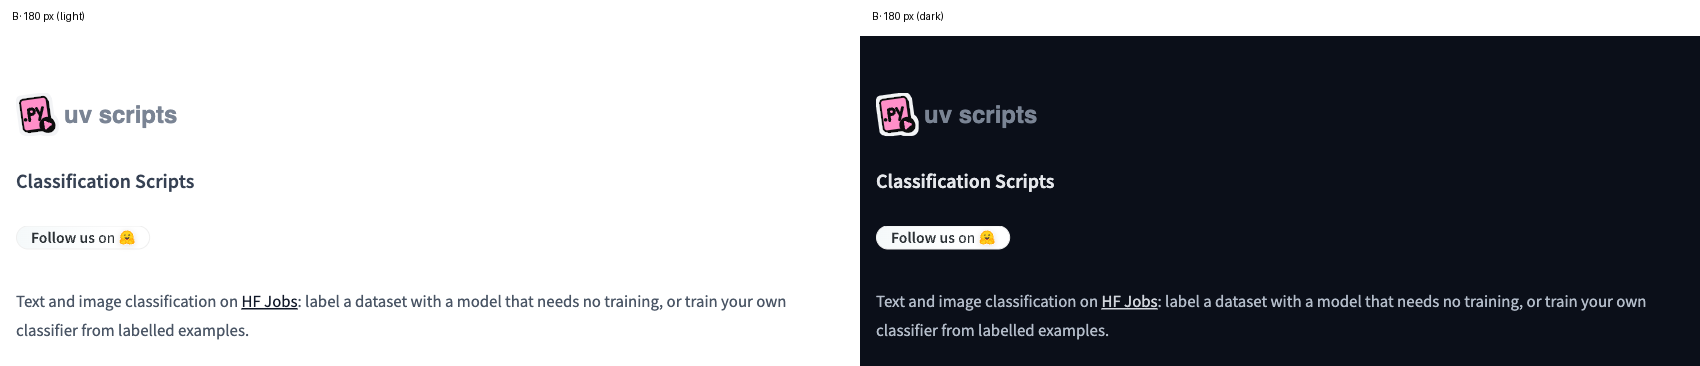 B · 180 px (light)
.PY
uv scripts
Classification Scripts
Follow us on 🤗
Text and image classification on HF Jobs: label a dataset with a model that needs no training, or train your own
classifier from labelled examples.
B · 180 px (dark)
.PY
uv scripts
Classification Scripts
Follow us on 🤗
Text and image classification on HF Jobs: label a dataset with a model that needs no training, or train your own
classifier from labelled examples.